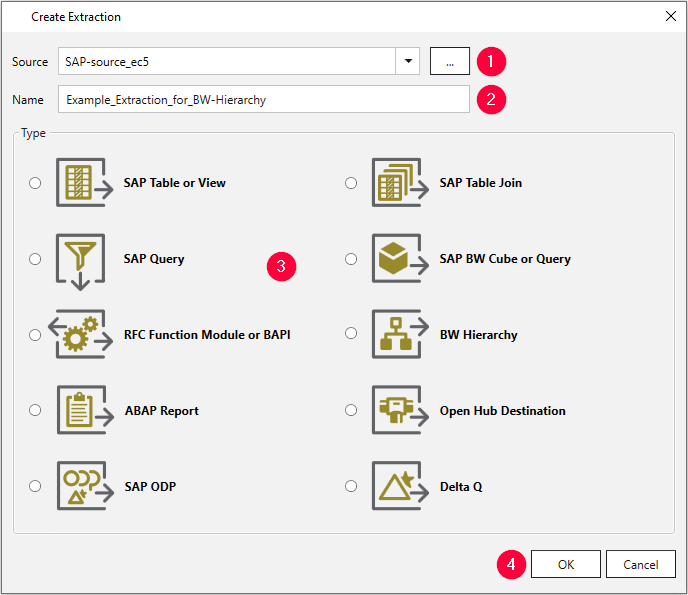 Create Extraction
Source SAP-source_ec5 ... 1
Name Example_Extraction_for_BW-Hierarchy 2
Type
SAP Table or View SAP Table Join
SAP Query 3 SAP BW Cube or Query
RFC Function Module or BAPI BW Hierarchy
ABAP Report Open Hub Destination
SAP ODP Delta Q
4 OK Cancel